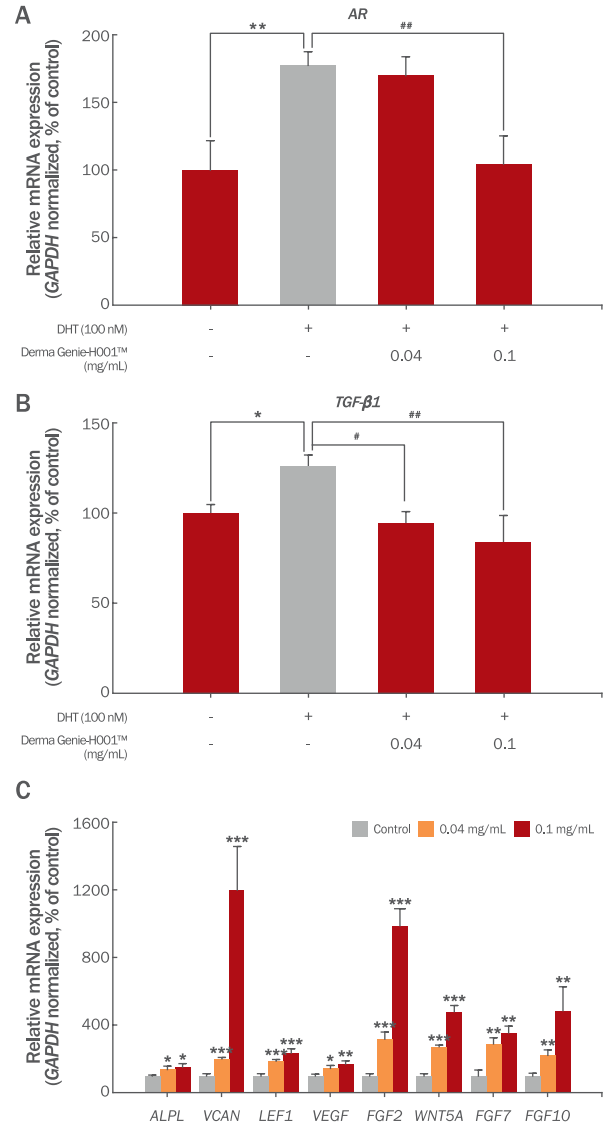 A
AR
**
##
Relative mRNA expression
(GAPDH normalized, % of control)
200
150
100
50
0
DHT (100 nM) - + + +
Derma Genie-H001™ - - 0.04 0.1
(mg/mL)
B
TGF-β1
*
##
#
Relative mRNA expression
(GAPDH normalized, % of control)
150
100
50
0
DHT (100 nM) - + + +
Derma Genie-H001™ - - 0.04 0.1
(mg/mL)
C
Relative mRNA expression
(GAPDH normalized, % of control)
1600
1200
800
400
0
Control 0.04 mg/mL 0.1 mg/mL
* * *** *** *** *** * ** *** *** *** *** ** ** ** **
ALPL VCAN LEF1 VEGF FGF2 WNT5A FGF7 FGF10